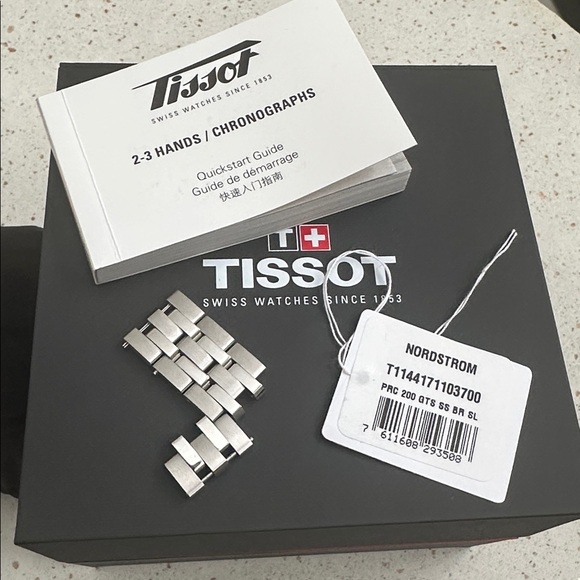 Tissot
SWISS WATCHES SINCE 1853
2-3 HANDS / CHRONOGRAPHS
Quickstart Guide
Guide de démarrage
快速入门指南
T+
TISSOT
SWISS WATCHES SINCE 1853
NORDSTROM
T1144171103700
PRC 200 GTS SS BR SL
7 611608 293508